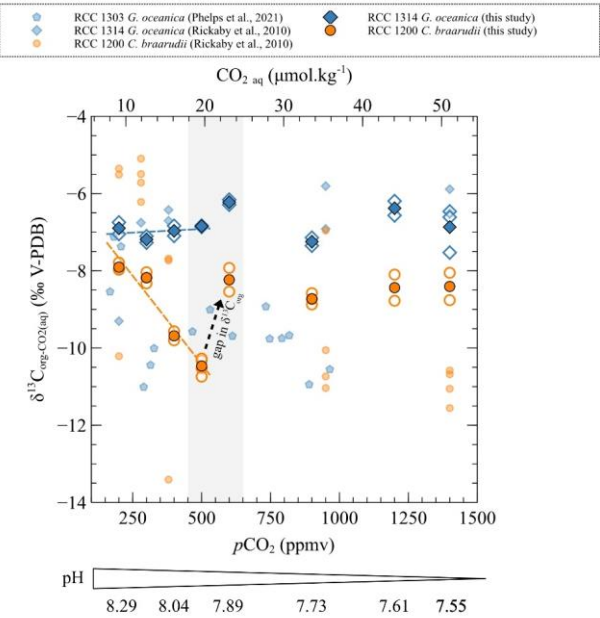 RCC 1303 G. oceanica (Phelps et al., 2021)
RCC 1314 G. oceanica (Rickaby et al., 2010)
RCC 1200 C. braarudii (Rickaby et al., 2010)
RCC 1314 G. oceanica (this study)
RCC 1200 C. braarudii (this study)
CO2 aq (μmol.kg-1)
10 20 30 40 50
−4
−6
−8
−10
−12
−14
δ13Corg-CO2(aq) (‰ V-PDB)
gap in δ13Corg
250 500 750 1000 1250 1500
pCO2 (ppmv)
pH
8.29 8.04 7.89 7.73 7.61 7.55